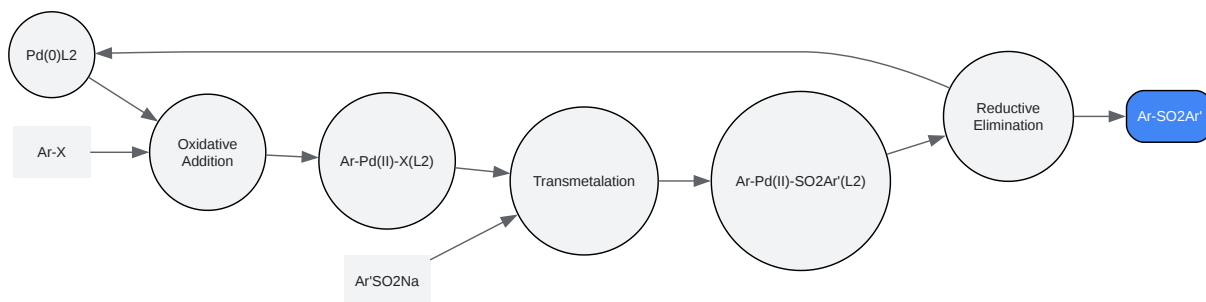 Pd(0)L2
Ar-X
Oxidative
Addition
Ar-Pd(II)-X(L2)
Ar'SO2Na
Transmetalation
Ar-Pd(II)-SO2Ar'(L2)
Reductive
Elimination
Ar-SO2Ar'